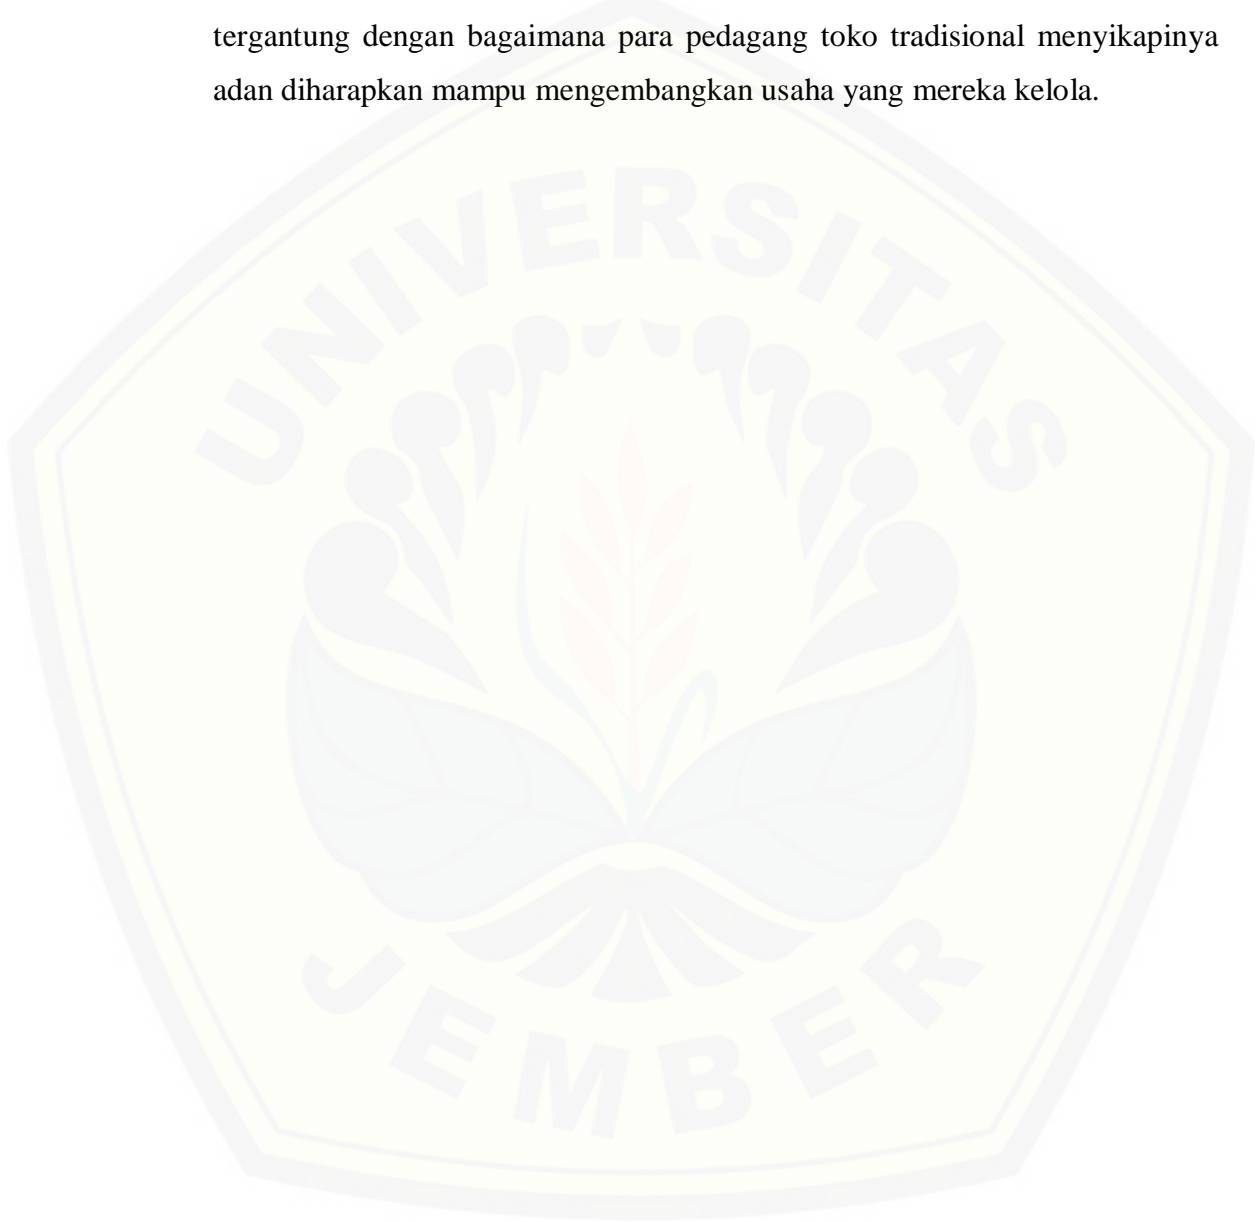 tergantung dengan bagaimana para pedagang toko tradisional menyikapinya
adan diharapkan mampu mengembangkan usaha yang mereka kelola.
UNIVERSITAS
JEMBER